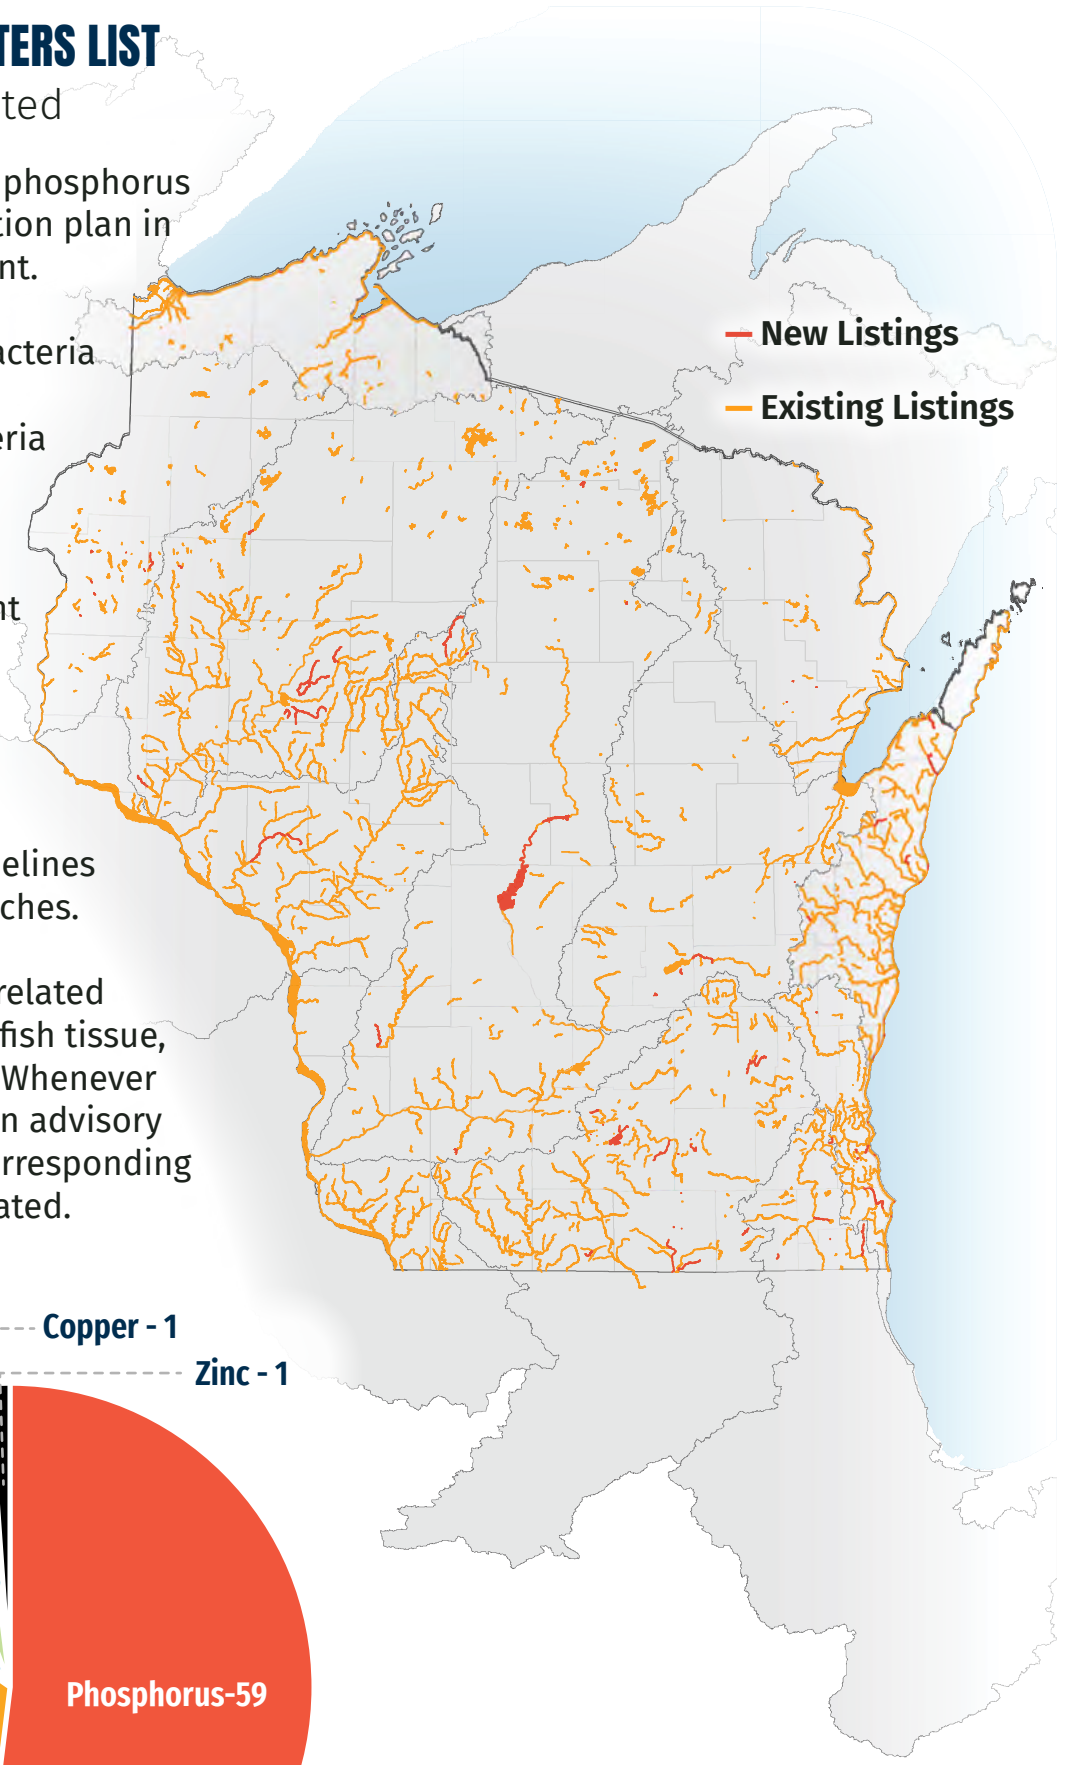 TERS LIST
ted
phosphorus
tion plan in
nt.
acteria
eria
nt
elines
ches.
related
fish tissue,
Whenever
n advisory
rresponding
ated.
New Listings
Existing Listings
Copper - 1
Zinc - 1
Phosphorus-59